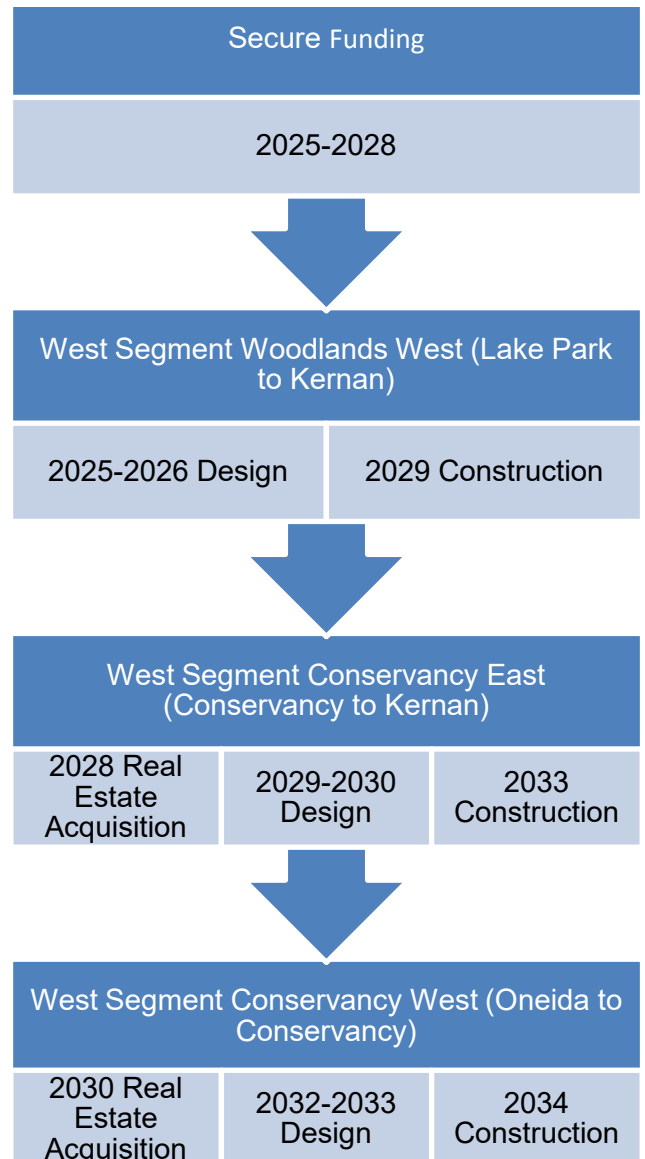 Secure Funding
2025-2028
West Segment Woodlands West (Lake Park
to Kernan)
2025-2026 Design
2029 Construction
West Segment Conservancy East
(Conservancy to Kernan)
2028 Real
Estate
Acquisition
2029-2030
Design
2033
Construction
West Segment Conservancy West (Oneida to
Conservancy)
2030 Real
Estate
Acquisition
2032-2033
Design
2034
Construction